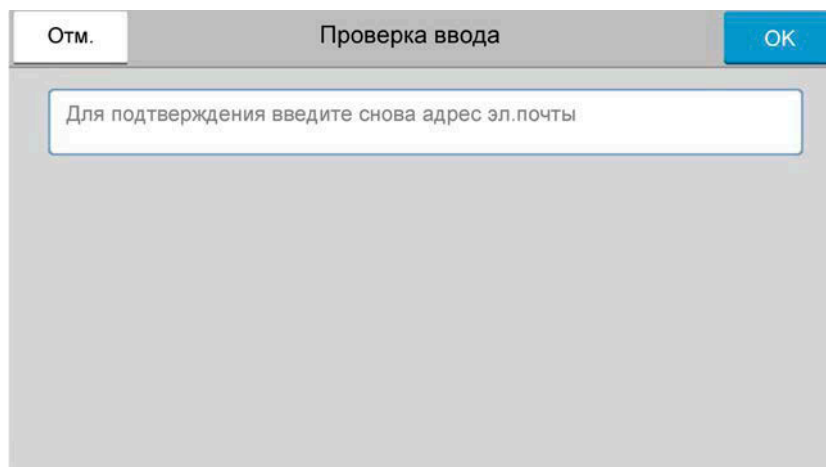 Отм.
Проверка ввода
OK
Для подтверждения введите снова адрес эл.почты